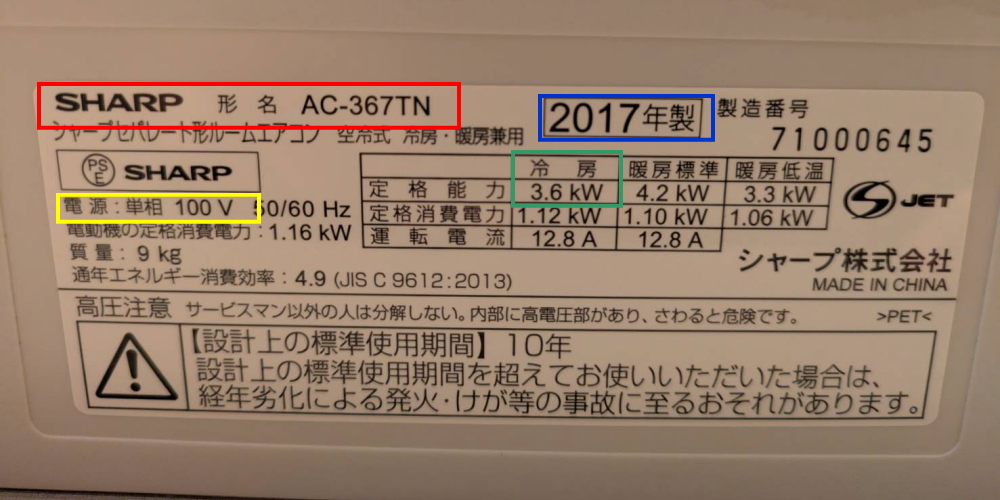 SHARP 形名 AC-367TN 2017年製 製造番号
シャープセパレート形ルームエアコン 空冷式 冷房・暖房兼用 71000645
PS E SHARP
電源:単相 100 V 50/60 Hz
電動機の定格消費電力:1.16 kW
質量:9 kg
通年エネルギー消費効率:4.9 (JIS C 9612:2013)
冷房 暖房標準 暖房低温
定格能力 3.6 kW 4.2 kW 3.3 kW
定格消費電力 1.12 kW 1.10 kW 1.06 kW
運転電流 12.8 A 12.8 A
JET
シャープ株式会社
MADE IN CHINA
高圧注意 サービスマン以外の人は分解しない。内部に高電圧部があり、さわると危険です。 >PET<
【設計上の標準使用期間】10年
設計上の標準使用期間を超えてお使いいただいた場合は、
経年劣化による発火・けが等の事故に至るおそれがあります。